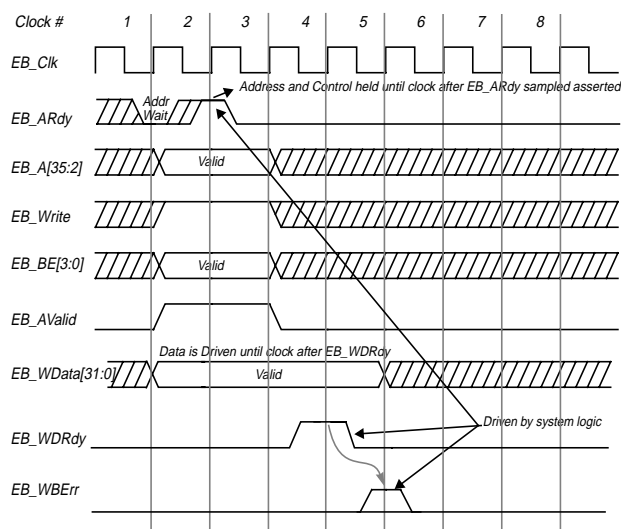 Clock # 1 2 3 4 5 6 7 8
EB_Clk
Address and Control held until clock after EB_ARdy sampled asserted
Addr
Wait
EB_ARdy
EB_A[35:2] Valid
EB_Write
EB_BE[3:0] Valid
EB_AValid
Data is Driven until clock after EB_WDRdy
EB_WData[31:0] Valid
Driven by system logic
EB_WDRdy
EB_WBErr